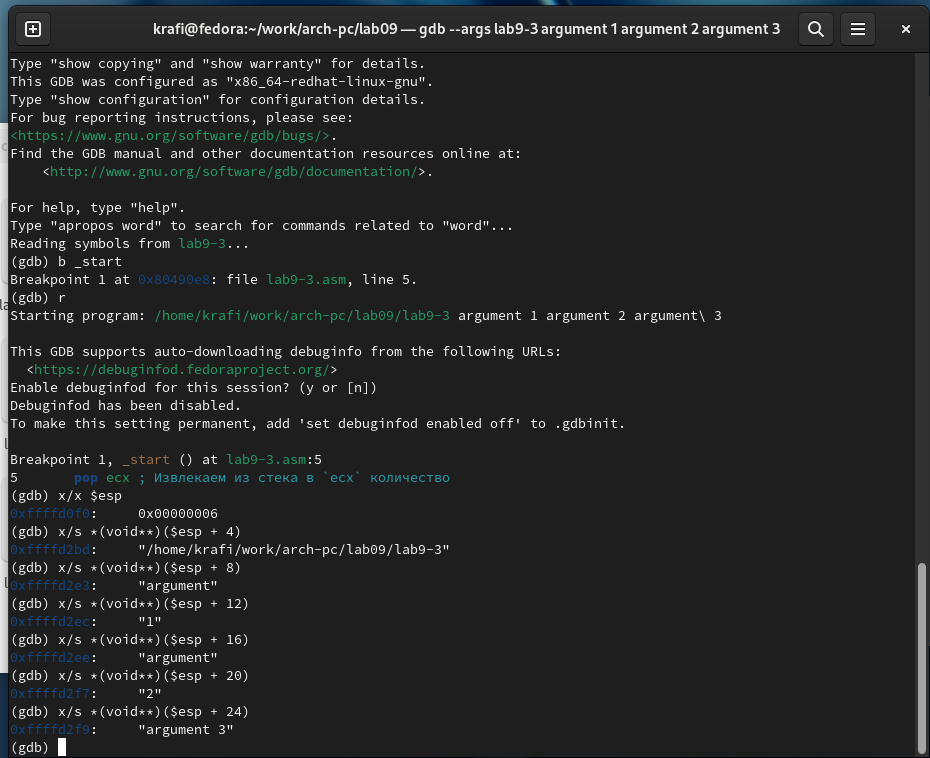 krafi@fedora:~/work/arch-pc/lab09 — gdb --args lab9-3 argument 1 argument 2 argument 3
Type "show copying" and "show warranty" for details.
This GDB was configured as "x86_64-redhat-linux-gnu".
Type "show configuration" for configuration details.
For bug reporting instructions, please see:
<https://www.gnu.org/software/gdb/bugs/>.
Find the GDB manual and other documentation resources online at:
    <http://www.gnu.org/software/gdb/documentation/>.

For help, type "help".
Type "apropos word" to search for commands related to "word"...
Reading symbols from lab9-3...
(gdb) b _start
Breakpoint 1 at 0x80490e8: file lab9-3.asm, line 5.
(gdb) r
Starting program: /home/krafi/work/arch-pc/lab09/lab9-3 argument 1 argument 2 argument\ 3

This GDB supports auto-downloading debuginfo from the following URLs:
  <https://debuginfod.fedoraproject.org/>
Enable debuginfod for this session? (y or [n])
Debuginfod has been disabled.
To make this setting permanent, add 'set debuginfod enabled off' to .gdbinit.

Breakpoint 1, _start () at lab9-3.asm:5
5       pop ecx ; Извлекаем из стека в `ecx` количество
(gdb) x/x $esp
0xffffd0f0:     0x00000006
(gdb) x/s *(void**)($esp + 4)
0xffffd2bd:     "/home/krafi/work/arch-pc/lab09/lab9-3"
(gdb) x/s *(void**)($esp + 8)
0xffffd2e3:     "argument"
(gdb) x/s *(void**)($esp + 12)
0xffffd2ec:     "1"
(gdb) x/s *(void**)($esp + 16)
0xffffd2ee:     "argument"
(gdb) x/s *(void**)($esp + 20)
0xffffd2f7:     "2"
(gdb) x/s *(void**)($esp + 24)
0xffffd2f9:     "argument 3"
(gdb)